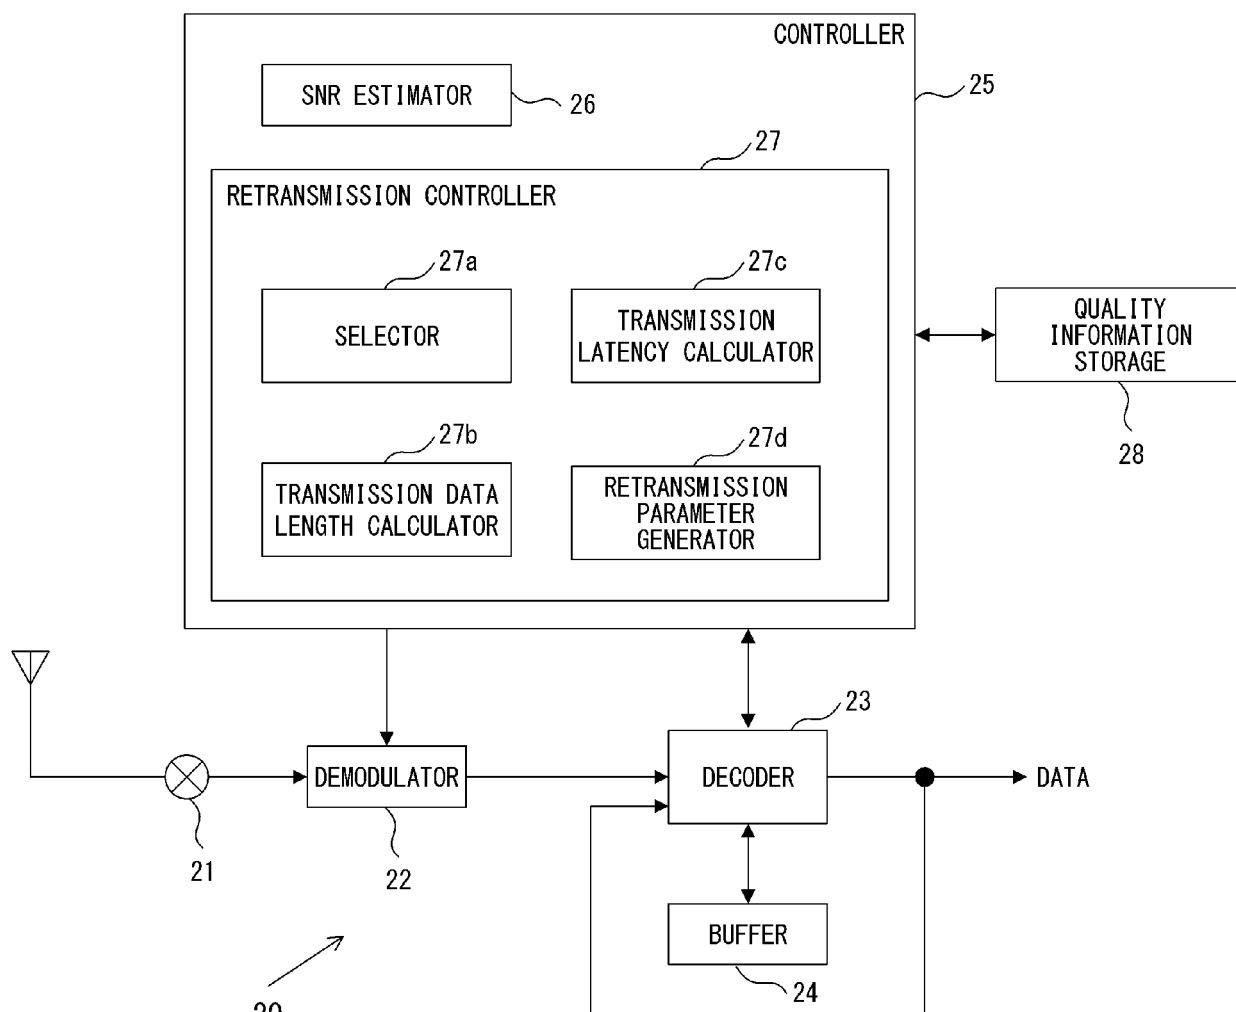 CONTROLLER
25
SNR ESTIMATOR
26
27
RETRANSMISSION CONTROLLER
27a
SELECTOR
27c
TRANSMISSION
LATENCY CALCULATOR
QUALITY
INFORMATION
STORAGE
28
27b
TRANSMISSION DATA
LENGTH CALCULATOR
27d
RETRANSMISSION
PARAMETER
GENERATOR
21
DEMODULATOR
22
23
DECODER
DATA
BUFFER
24